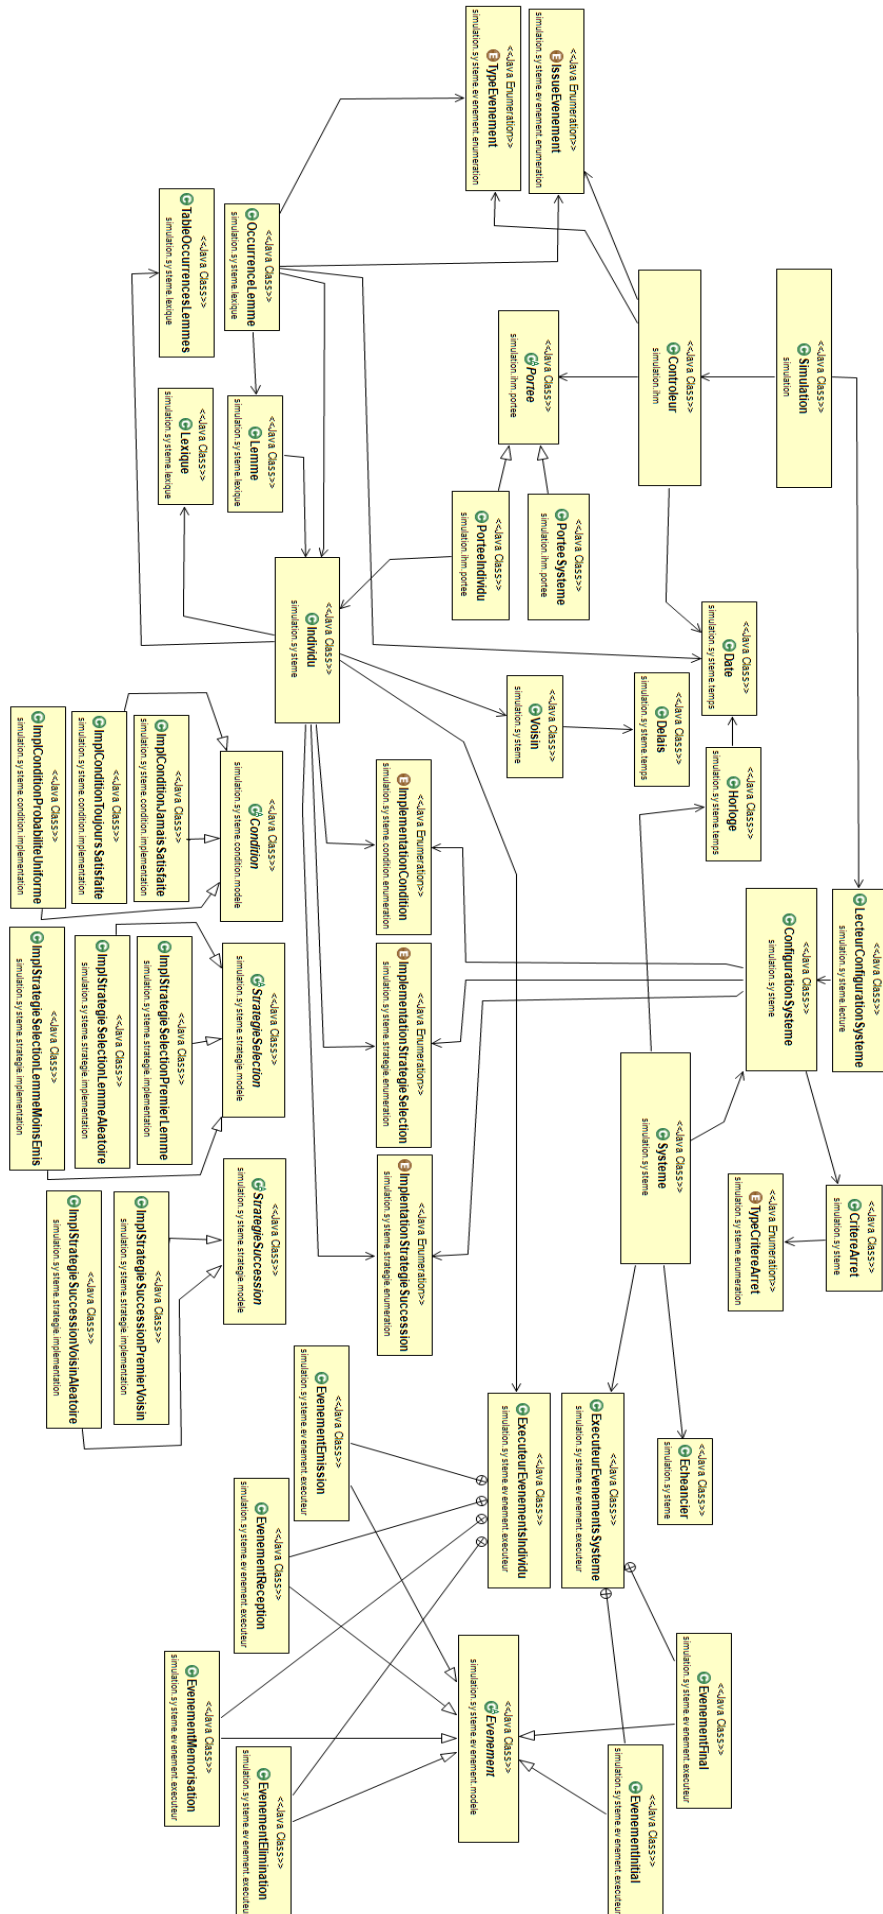 <<Java Class>>
LecteurConfigurationSysteme
simulation.systeme.lecture
<<Java Class>>
CritereArret
simulation.systeme
<<Java Class>>
Simulation
simulation
<<Java Class>>
ConfigurationSysteme
simulation.systeme
<<Java Enumeration>>
TypeCritereArret
simulation.systeme.enumeration
<<Java Class>>
Date
simulation.systeme.temps
<<Java Class>>
Horloge
simulation.systeme.temps
<<Java Class>>
EvenementFinal
simulation.systeme.evenement.executeur
<<Java Class>>
Echeancier
simulation.systeme
<<Java Class>>
Controleur
simulation.ihm
<<Java Class>>
Delais
simulation.systeme.temps
<<Java Class>>
Systeme
simulation.systeme
<<Java Class>>
EvenementInitial
simulation.systeme.evenement.executeur
<<Java Class>>
ExecuteurEvenementsSysteme
simulation.systeme.evenement.executeur
<<Java Enumeration>>
IssueEvenement
simulation.systeme.evenement.enumeration
<<Java Class>>
PorteeSysteme
simulation.ihm.portee
<<Java Class>>
Portee
simulation.ihm.portee
<<Java Class>>
Voisin
simulation.systeme
<<Java Class>>
ExecuteurEvenementsIndividu
simulation.systeme.evenement.executeur
<<Java Enumeration>>
TypeEvenement
simulation.systeme.evenement.enumeration
<<Java Class>>
Evenement
simulation.systeme.evenement.modele
<<Java Class>>
PorteeIndividu
simulation.ihm.portee
<<Java Enumeration>>
ImplementationCondition
simulation.systeme.condition.enumeration
<<Java Enumeration>>
ImplementationStrategieSelection
simulation.systeme.strategie.enumeration
<<Java Enumeration>>
ImplentationStrategieSuccession
simulation.systeme.strategie.enumeration
<<Java Class>>
EvenementEmission
simulation.systeme.evenement.executeur
<<Java Class>>
Individu
simulation.systeme
<<Java Class>>
OccurrenceLemme
simulation.systeme.lexique
<<Java Class>>
Lemme
simulation.systeme.lexique
<<Java Class>>
Condition
simulation.systeme.condition.modele
<<Java Class>>
StrategieSelection
simulation.systeme.strategie.modele
<<Java Class>>
StrategieSuccession
simulation.systeme.strategie.modele
<<Java Class>>
EvenementReception
simulation.systeme.evenement.executeur
<<Java Class>>
EvenementElimination
simulation.systeme.evenement.executeu
<<Java Class>>
TableOccurrencesLemmes
simulation.systeme.lexique
<<Java Class>>
Lexique
simulation.systeme.lexique
<<Java Class>>
EvenementMemorisation
simulation.systeme.evenement.executeur
<<Java Class>>
ImplConditionJamaisSatisfaite
simulation.systeme.condition.implementation
<<Java Class>>
ImplStrategieSelectionPremierLemme
simulation.systeme.strategie.implementation
<<Java Class>>
ImplStrategieSuccessionPremierVoisin
simulation.systeme.strategie.implementation
<<Java Class>>
ImplConditionToujoursSatisfaite
simulation.systeme.condition.implementation
<<Java Class>>
ImplStrategieSelectionLemmeAleatoire
simulation.systeme.strategie.implementation
<<Java Class>>
ImplStrategieSuccessionVoisinAleatoire
simulation.systeme.strategie.implementation
<<Java Class>>
ImplConditionProbabiliteUniforme
simulation.systeme.condition.implementation
<<Java Class>>
ImplStrategieSelectionLemmeMoinsEmis
simulation.systeme.strategie.implementation